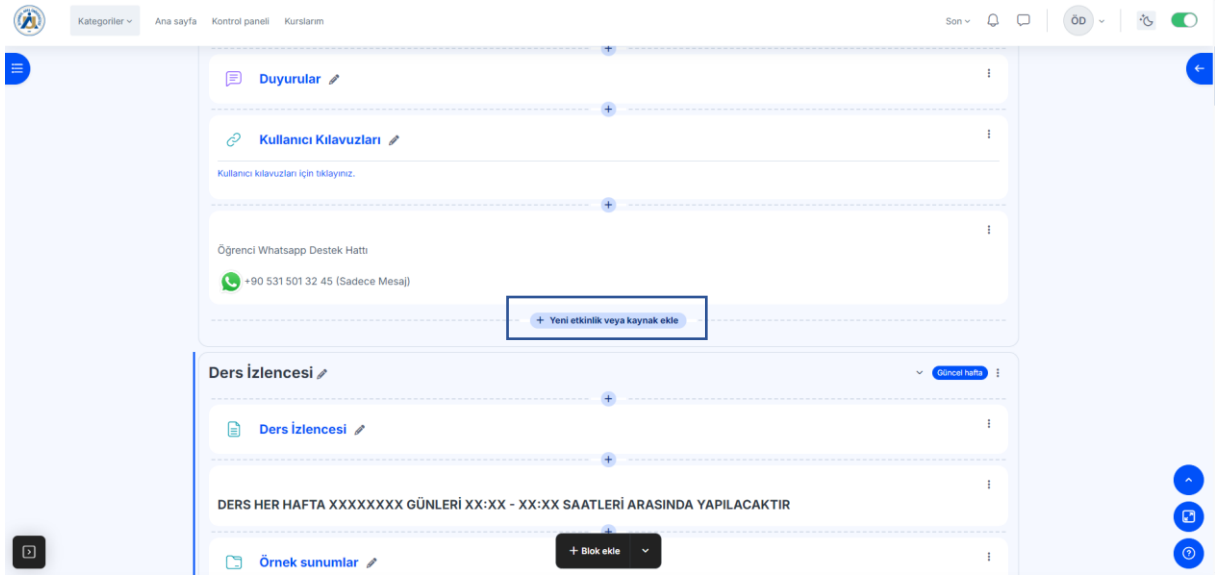 Kategoriler Ana sayfa Kontrol paneli Kurslarım Son ÖD
Duyurular
Kullanıcı Kılavuzları
Kullanıcı kılavuzları için tıklayınız.
Öğrenci Whatsapp Destek Hattı
+90 531 501 32 45 (Sadece Mesaj)
+ Yeni etkinlik veya kaynak ekle
Ders İzlencesi Güncel hafta
Ders İzlencesi
DERS HER HAFTA XXXXXXXX GÜNLERİ XX:XX - XX:XX SAATLERİ ARASINDA YAPILACAKTIR
+ Blok ekle
Örnek sunumlar